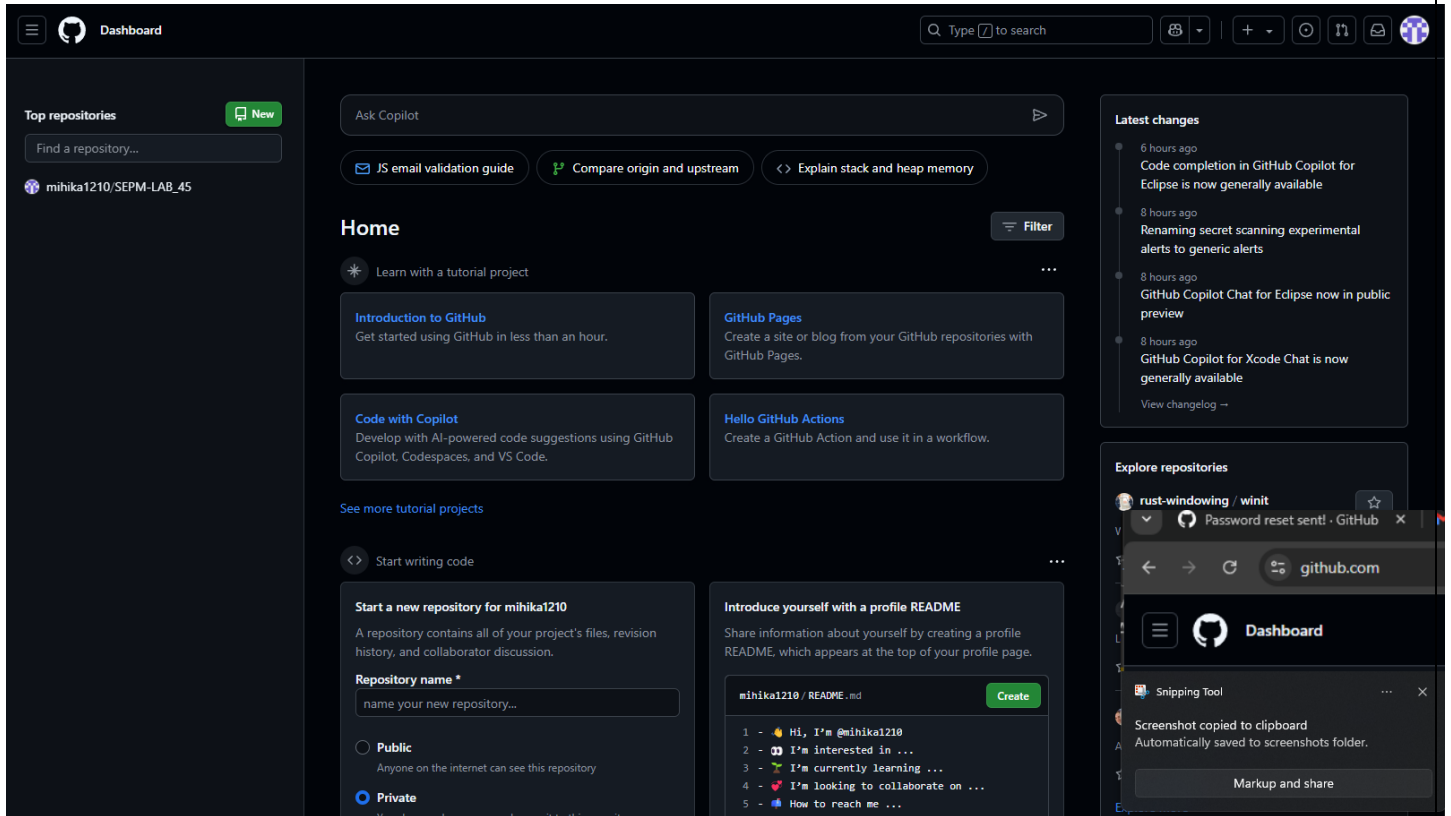 Dashboard
Type / to search
Top repositories
New
Find a repository...
mihika1210/SEPM-LAB_45
Ask Copilot
JS email validation guide
Compare origin and upstream
Explain stack and heap memory
Home
Filter
Learn with a tutorial project
Introduction to GitHub
Get started using GitHub in less than an hour.
GitHub Pages
Create a site or blog from your GitHub repositories with
GitHub Pages.
Code with Copilot
Develop with AI-powered code suggestions using GitHub
Copilot, Codespaces, and VS Code.
Hello GitHub Actions
Create a GitHub Action and use it in a workflow.
See more tutorial projects
Start writing code
Start a new repository for mihika1210
A repository contains all of your project's files, revision
history, and collaborator discussion.
Repository name *
name your new repository...
Public
Anyone on the internet can see this repository
Private
Introduce yourself with a profile README
Share information about yourself by creating a profile
README, which appears at the top of your profile page.
mihika1210/README.md
Create
1 - 👋 Hi, I'm @mihika1210
2 - 👀 I'm interested in ...
3 - 🌱 I'm currently learning ...
4 - 💞️ I'm looking to collaborate on ...
5 - 📫 How to reach me ...
Latest changes
6 hours ago
Code completion in GitHub Copilot for
Eclipse is now generally available
8 hours ago
Renaming secret scanning experimental
alerts to generic alerts
8 hours ago
GitHub Copilot Chat for Eclipse now in public
preview
8 hours ago
GitHub Copilot for Xcode Chat is now
generally available
View changelog →
Explore repositories
rust-windowing / winit
Password reset sent! · GitHub
github.com
Dashboard
Snipping Tool
Screenshot copied to clipboard
Automatically saved to screenshots folder.
Markup and share